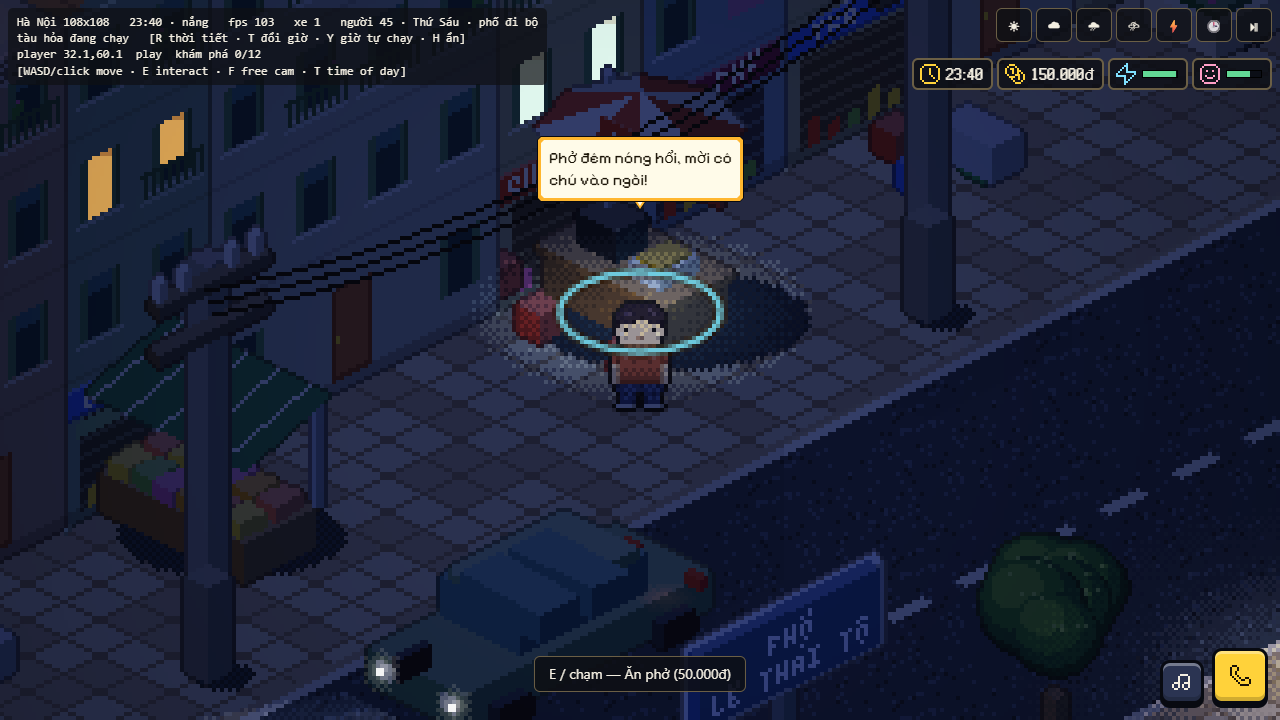 Hà Nội 108x108 23:40 · nắng fps 103 xe 1 người 45 · Thứ Sáu · phố đi bộ
tàu hỏa đang chạy [R thời tiết · T đổi giờ · Y giờ tự chạy · H ẩn]
player 32.1,60.1 play khám phá 0/12
[WASD/click move · E interact · T free cam · T time of day]
23:40
150.000đ
Phở đêm nóng hổi, mời cô
chú vào ngồi!
PHỐ
LÊ THÁI TỔ
E / chạm — Ăn phở (50.000đ)